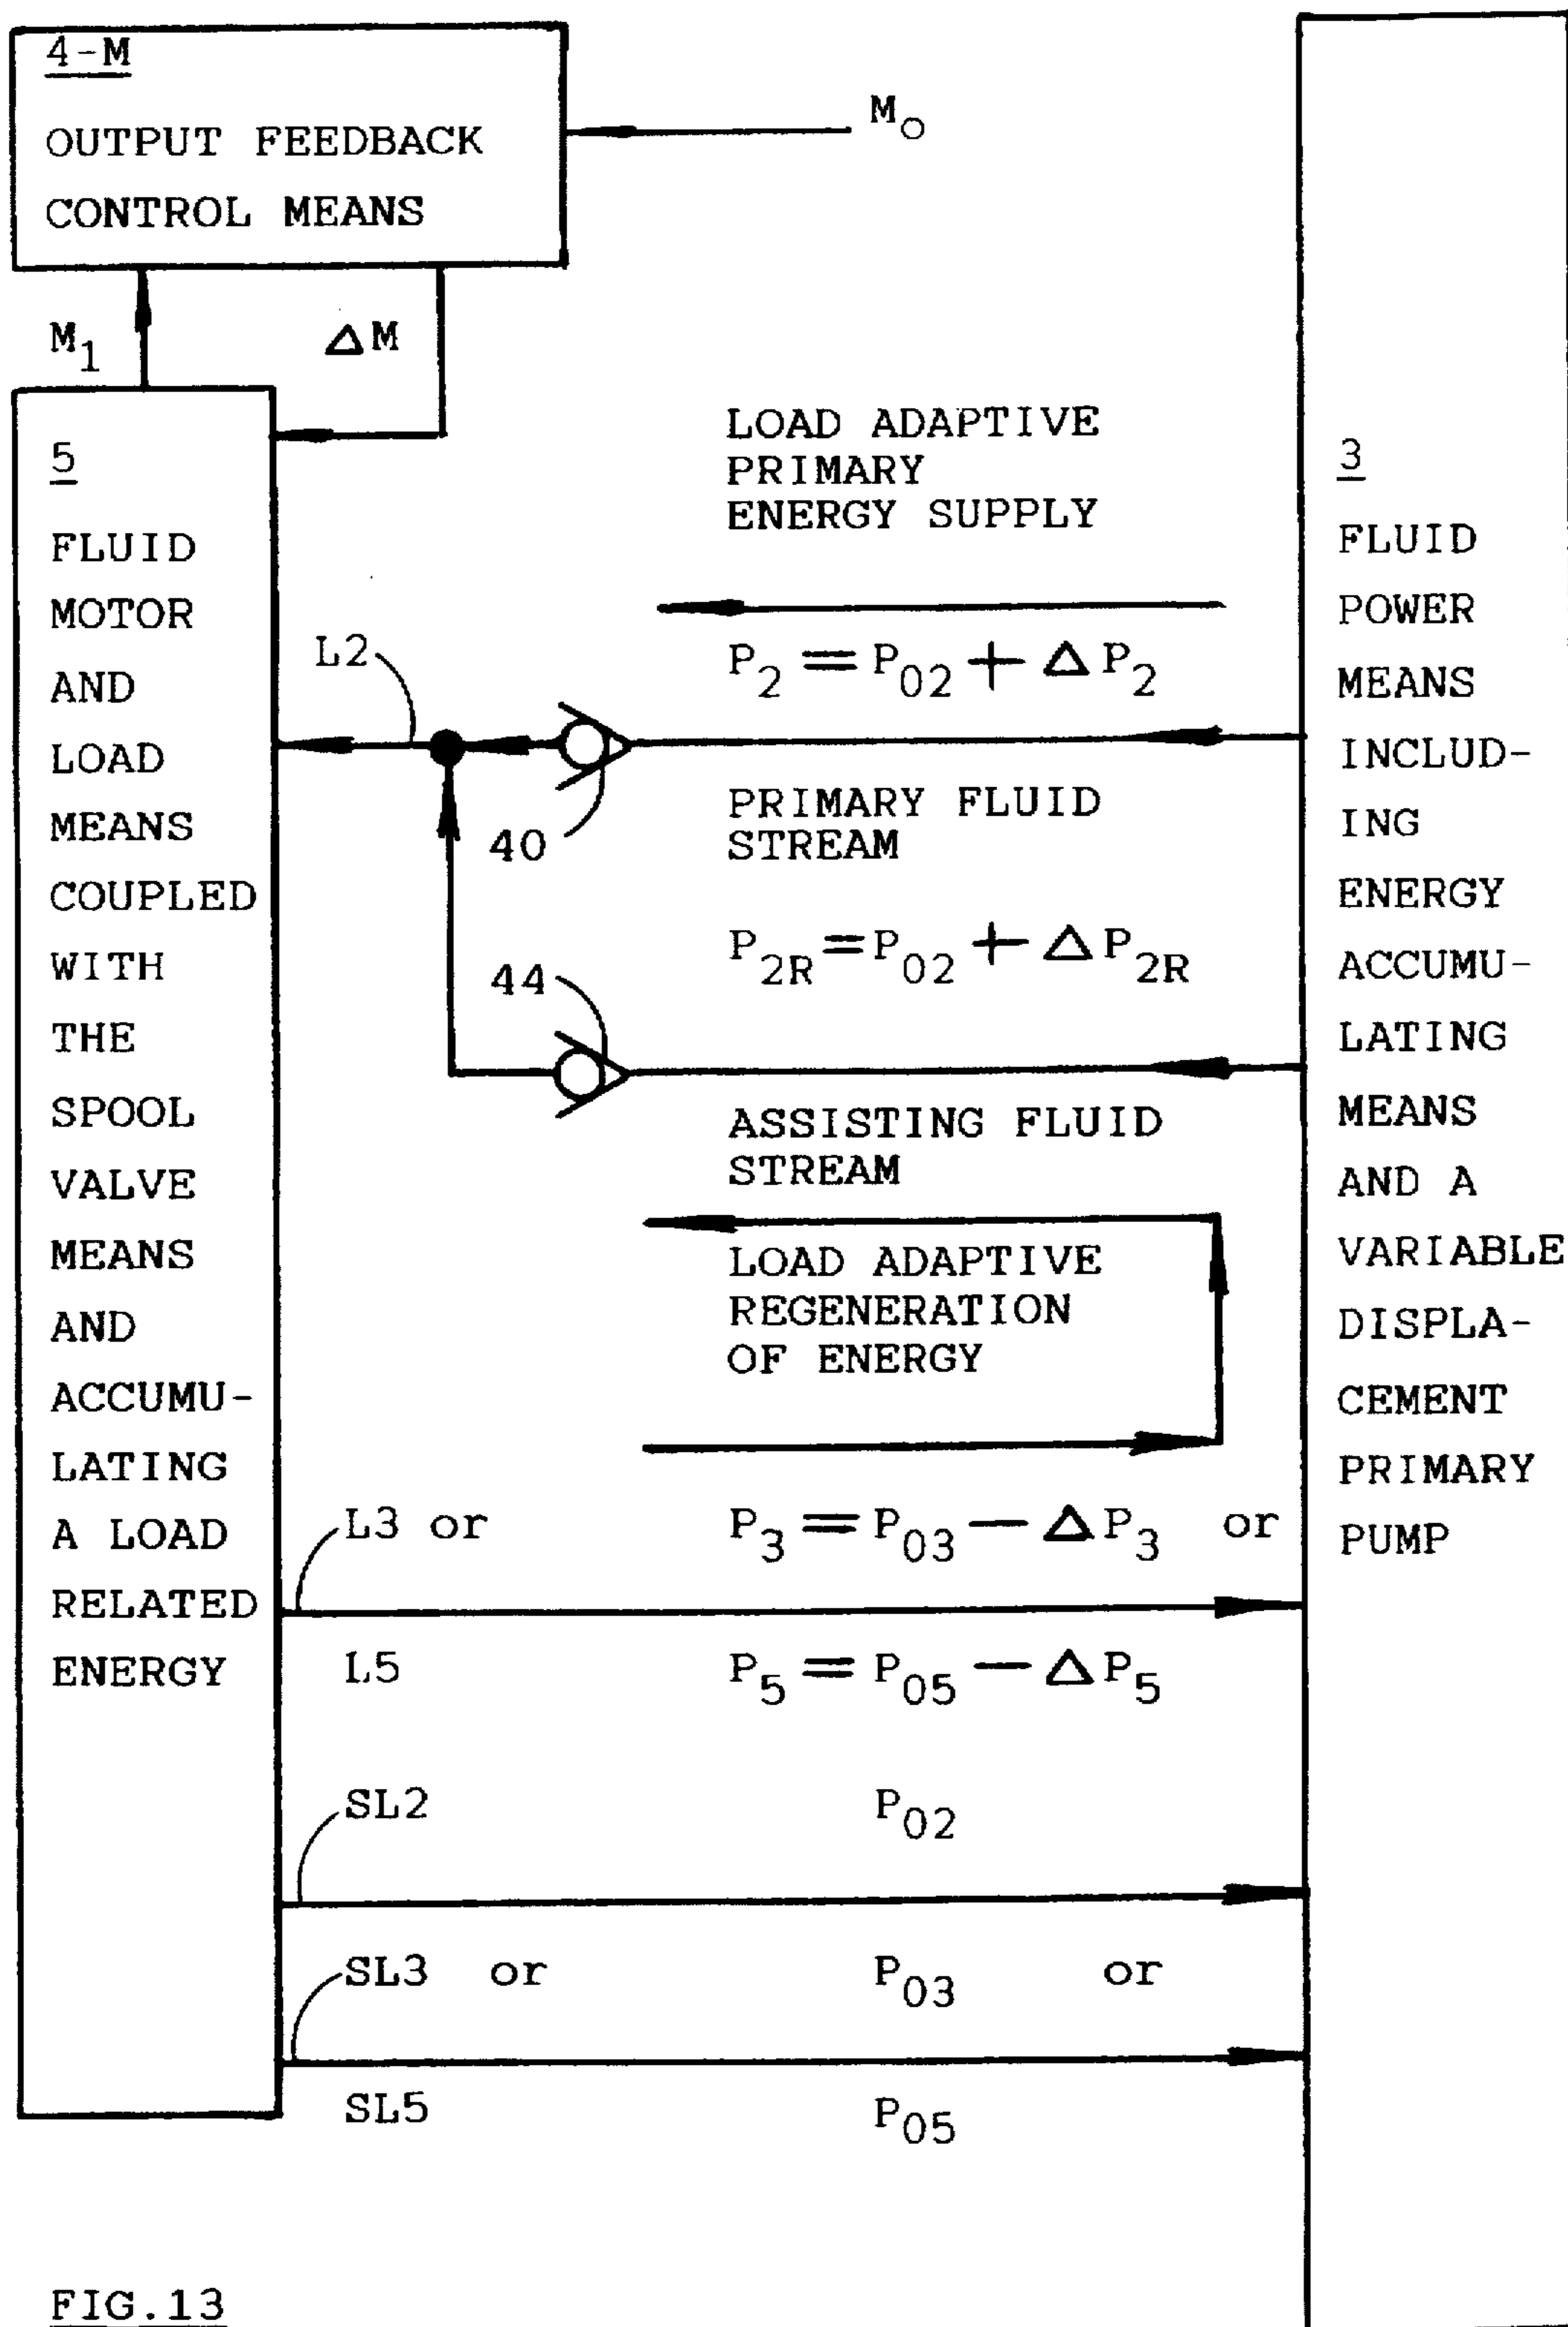 4-M
OUTPUT FEEDBACK
CONTROL MEANS
M₀
M₁
ΔM
5
FLUID
MOTOR
AND
LOAD
MEANS
COUPLED
WITH
THE
SPOOL
VALVE
MEANS
AND
ACCUMU-
LATING
A LOAD
RELATED
ENERGY
LOAD ADAPTIVE
PRIMARY
ENERGY SUPPLY
L2
P₂ = P₀₂ + ΔP₂
40
PRIMARY FLUID
STREAM
P₂R = P₀₂ + ΔP₂R
44
ASSISTING FLUID
STREAM
LOAD ADAPTIVE
REGENERATION
OF ENERGY
L3 or
P₃ = P₀₃ − ΔP₃ or
L5
P₅ = P₀₅ − ΔP₅
SL2
P₀₂
SL3 or
P₀₃ or
SL5
P₀₅
3
FLUID
POWER
MEANS
INCLUD-
ING
ENERGY
ACCUMU-
LATING
MEANS
AND A
VARIABLE
DISPLA-
CEMENT
PRIMARY
PUMP
FIG.13